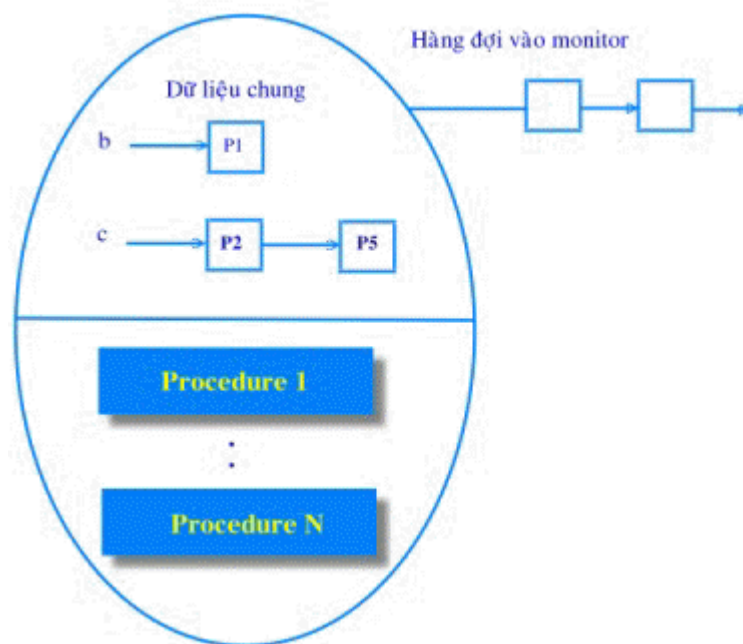 Hàng đợi vào monitor
Dữ liệu chung
b
P1
c
P2
P5
Procedure 1
:
Procedure N